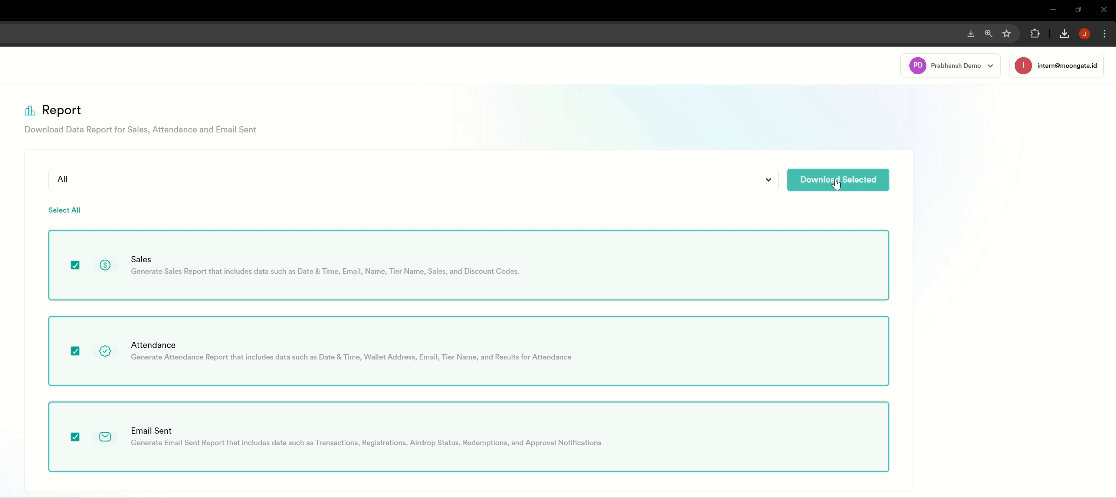 J
PD Prabhansh Demo
I intern@moongate.id
Report
Download Data Report for Sales, Attendance and Email Sent
All
Download Selected
Select All
Sales
Generate Sales Report that includes data such as Date & Time, Email, Name, Tier Name, Sales, and Discount Codes.
Attendance
Generate Attendance Report that includes data such as Date & Time, Wallet Address, Email, Tier Name, and Results for Attendance
Email Sent
Generate Email Sent Report that includes data such as Transactions, Registrations, Airdrop Status, Redemptions, and Approval Notifications